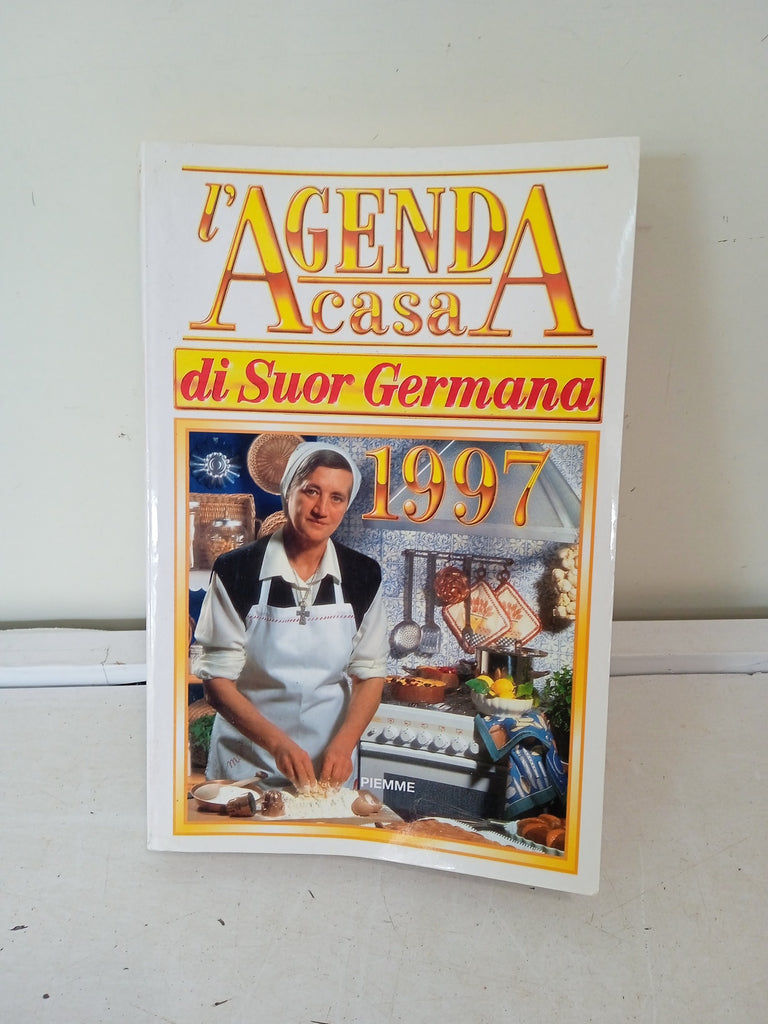 l'AGENDA
casa
di Suor Germana
1997
PIEMME